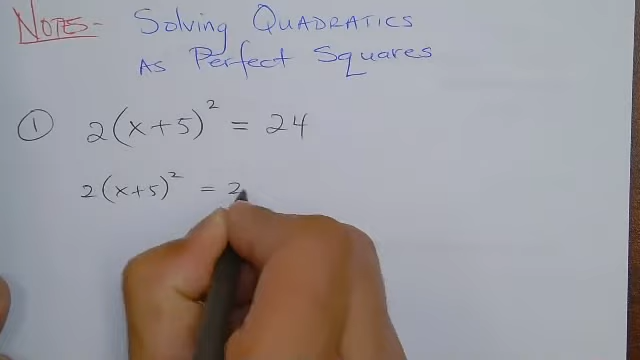 NOTES- Solving QUADRATICS
AS Perfect Squares
① 2(x+5)² = 24
2(x+5)² = 2